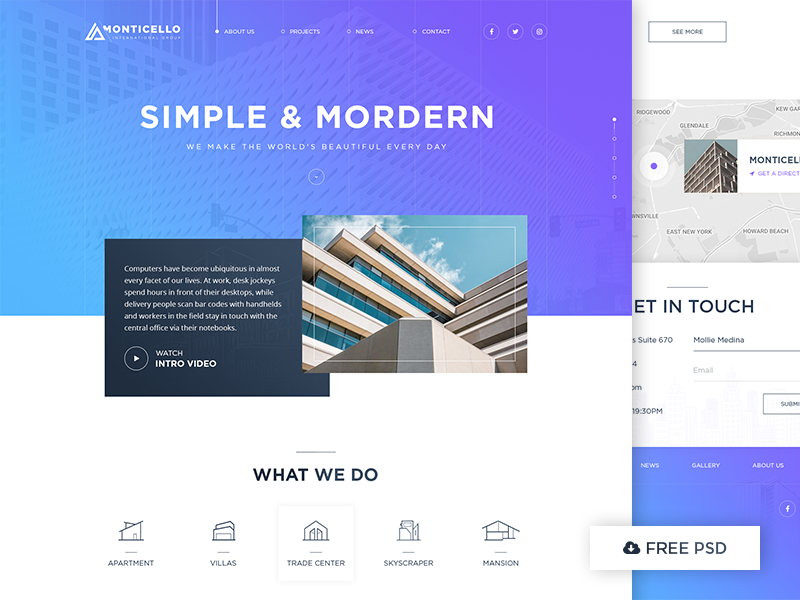 MONTICELLO
INTERNATIONAL GROUP
ABOUT US
PROJECTS
NEWS
CONTACT
SIMPLE & MORDERN
WE MAKE THE WORLD'S BEAUTIFUL EVERY DAY
Computers have become ubiquitous in almost
every facet of our lives. At work, desk jockeys
spend hours in front of their desktops, while
delivery people scan bar codes with handhelds
and workers in the field stay in touch with the
central office via their notebooks.
WATCH
INTRO VIDEO
WHAT WE DO
APARTMENT
VILLAS
TRADE CENTER
SKYSCRAPER
MANSION
SEE MORE
RIDGEWOOD
KEW GAR
GLENDALE
RICHMON
MONTICELL
GET A DIRECT
WNSVILLE
EAST NEW YORK
HOWARD BEACH
ET IN TOUCH
s Suite 670
Mollie Medina
4
Email
om
19:30PM
SUBMI
NEWS
GALLERY
ABOUT US
FREE PSD